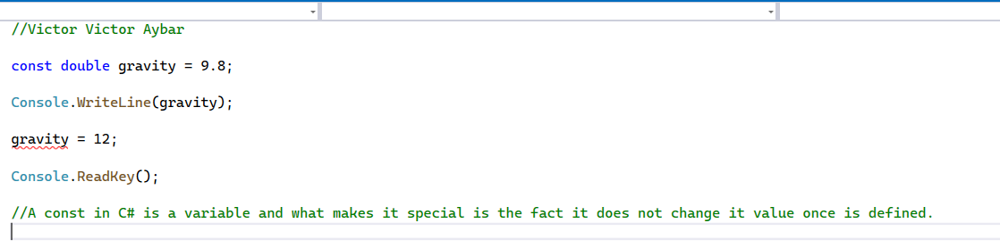 //Victor Victor Aybar
const double gravity = 9.8;
Console.WriteLine(gravity);
gravity = 12;
Console.ReadKey();
//A const in C# is a variable and what makes it special is the fact it does not change it value once is defined.